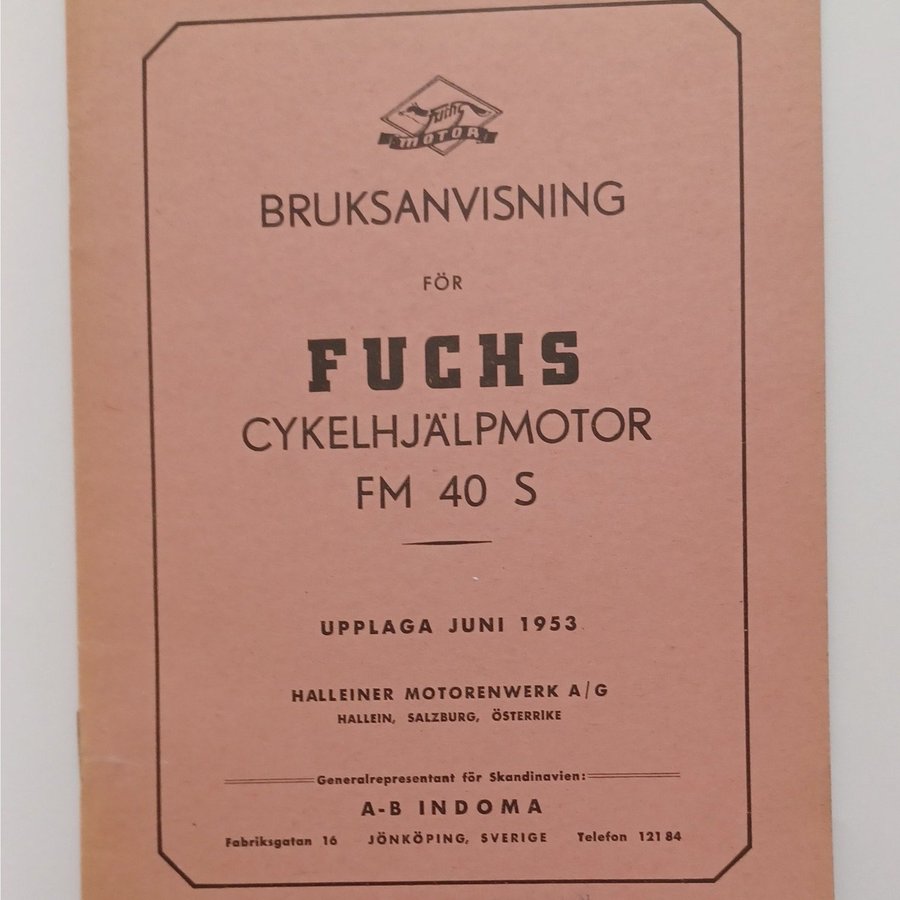 Fuchs
MOTOR
BRUKSANVISNING
FÖR
FUCHS
CYKELHJÄLPMOTOR
FM 40 S
UPPLAGA JUNI 1953
HALLEINER MOTORENWERK A/G
HALLEIN, SALZBURG, ÖSTERRIKE
Generalrepresentant för Skandinavien:
A-B INDOMA
Fabriksgatan 16 JÖNKÖPING, SVERIGE Telefon 121 84